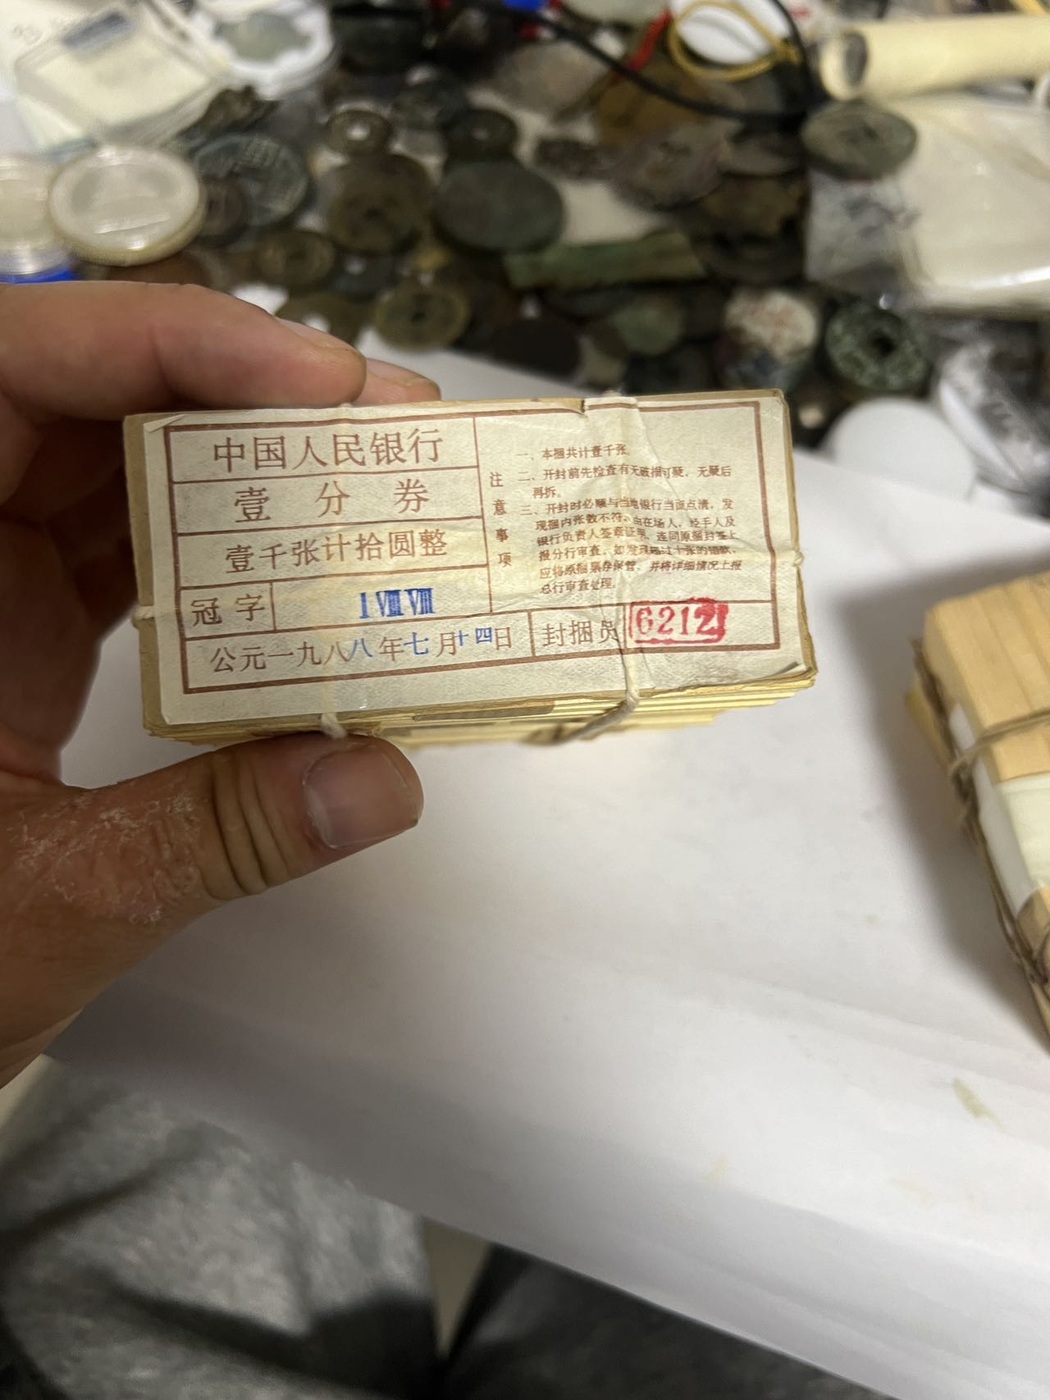 中国人民银行
壹分券
壹千张计拾圆整
冠字 I VIII VIII
公元一九八八年七月十四日
封捆员 6212
注意事项
一、本捆共计壹千张。
二、开封前先检查有无破损可疑，无疑后
再拆。
三、开封时必须与当地银行当面点清，发
现捆内张数不符，由在场人、经手人及
银行负责人签章证明，连同原捆封签上
报分行审查，如发现超过十张的错款，
应将原捆票存保管，并将详细情况上报
总行审查处理。